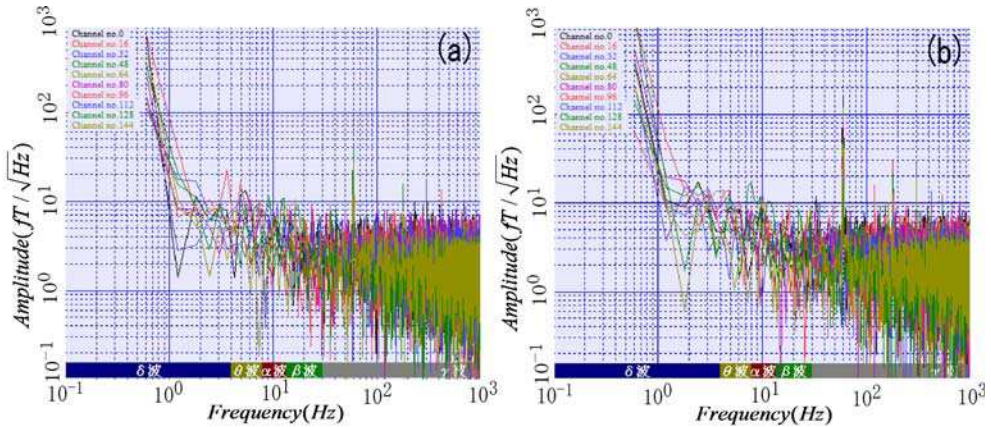 (a)
Channel no.0
Channel no.16
Channel no.32
Channel no.48
Channel no.64
Channel no.80
Channel no.96
Channel no.112
Channel no.128
Channel no.144
Amplitude(fT/√Hz)
10³
10²
10¹
10⁰
10⁻¹
δ波 θ波 α波 β波 γ波
10⁻¹ 10⁰ 10¹ 10² 10³
Frequency(Hz)
(b)
Channel no.0
Channel no.16
Channel no.32
Channel no.48
Channel no.64
Channel no.80
Channel no.96
Channel no.112
Channel no.128
Channel no.144
Amplitude(fT/√Hz)
10³
10²
10¹
10⁰
10⁻¹
δ波 θ波 α波 β波 γ波
10⁻¹ 10⁰ 10¹ 10² 10³
Frequency(Hz)